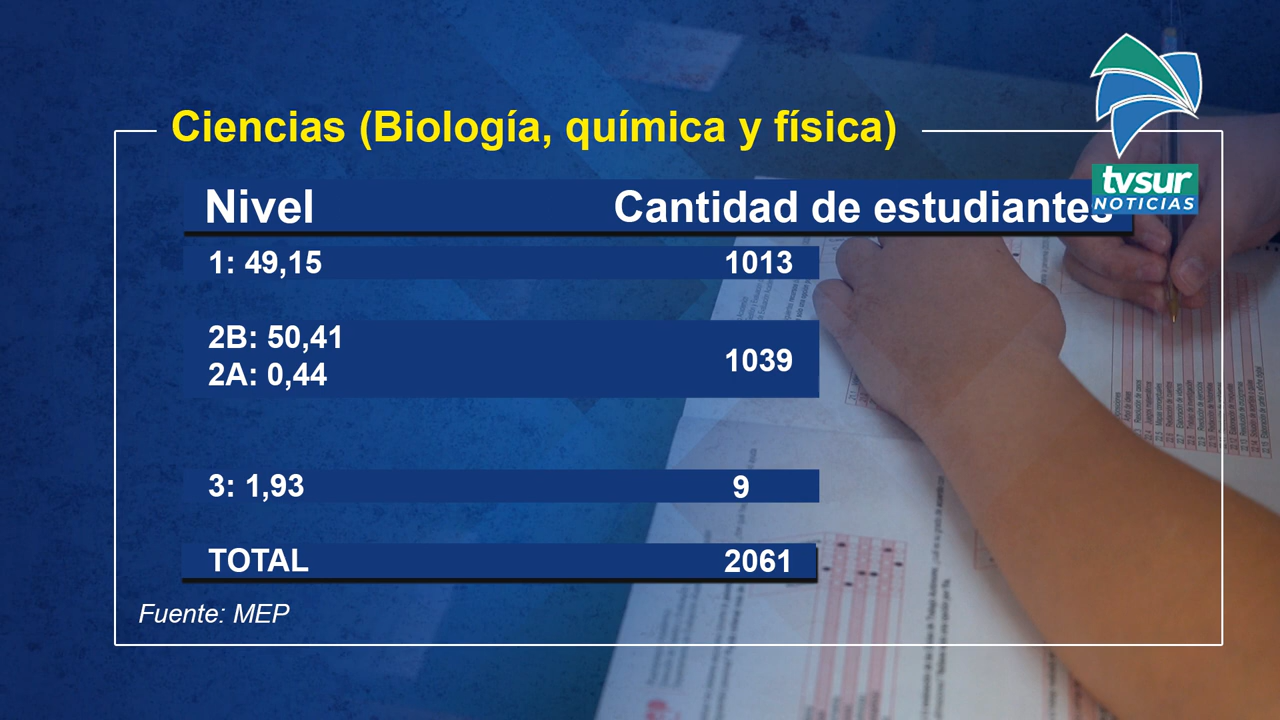 Ciencias (Biología, química y física)
tvsur
NOTICIAS
Nivel Cantidad de estudiantes
1: 49,15 1013
2B: 50,41
2A: 0,44 1039
3: 1,93 9
TOTAL 2061
Fuente: MEP